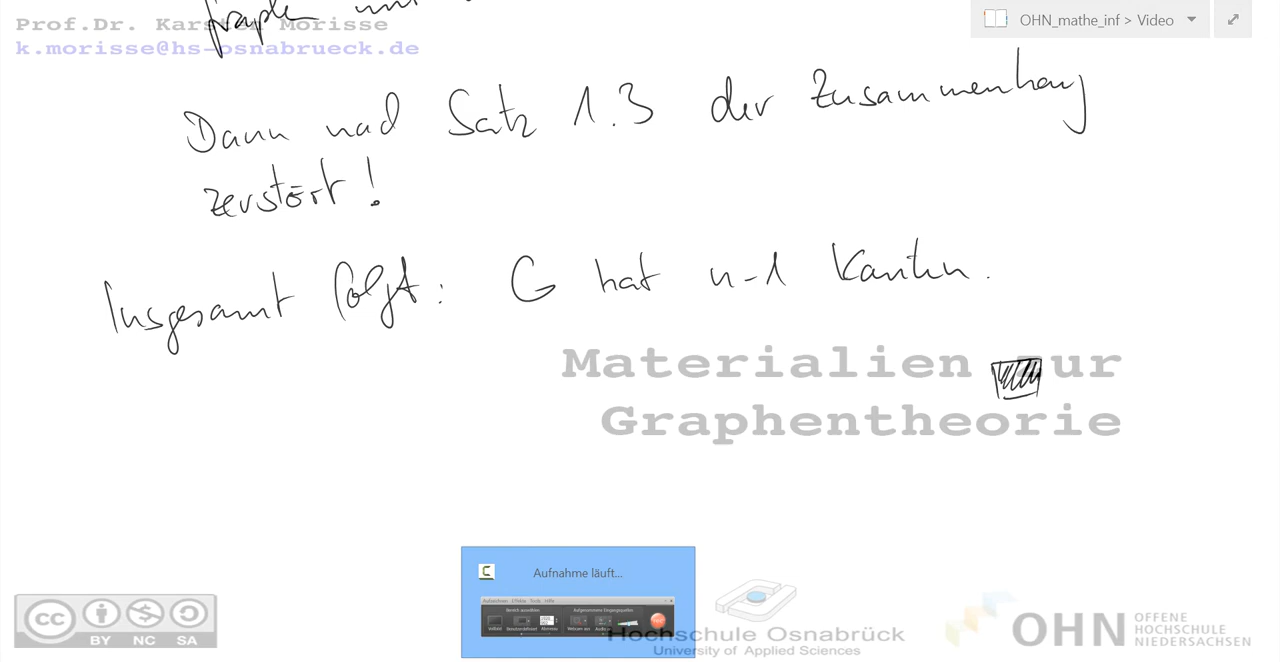 Prof.Dr. Karsten Morisse
k.morisse@hs-osnabrueck.de
OHN_mathe_inf > Video
Dann nach Satz 1.3 der Zusammenhang
zerstört!
Insgesamt folgt: G hat n-1 Kanten.
Materialien zur
Graphentheorie
Aufnahme läuft...
Hochschule Osnabrück
University of Applied Sciences
CC BY NC SA
OHN OFFENE
HOCHSCHULE
NIEDERSACHSEN